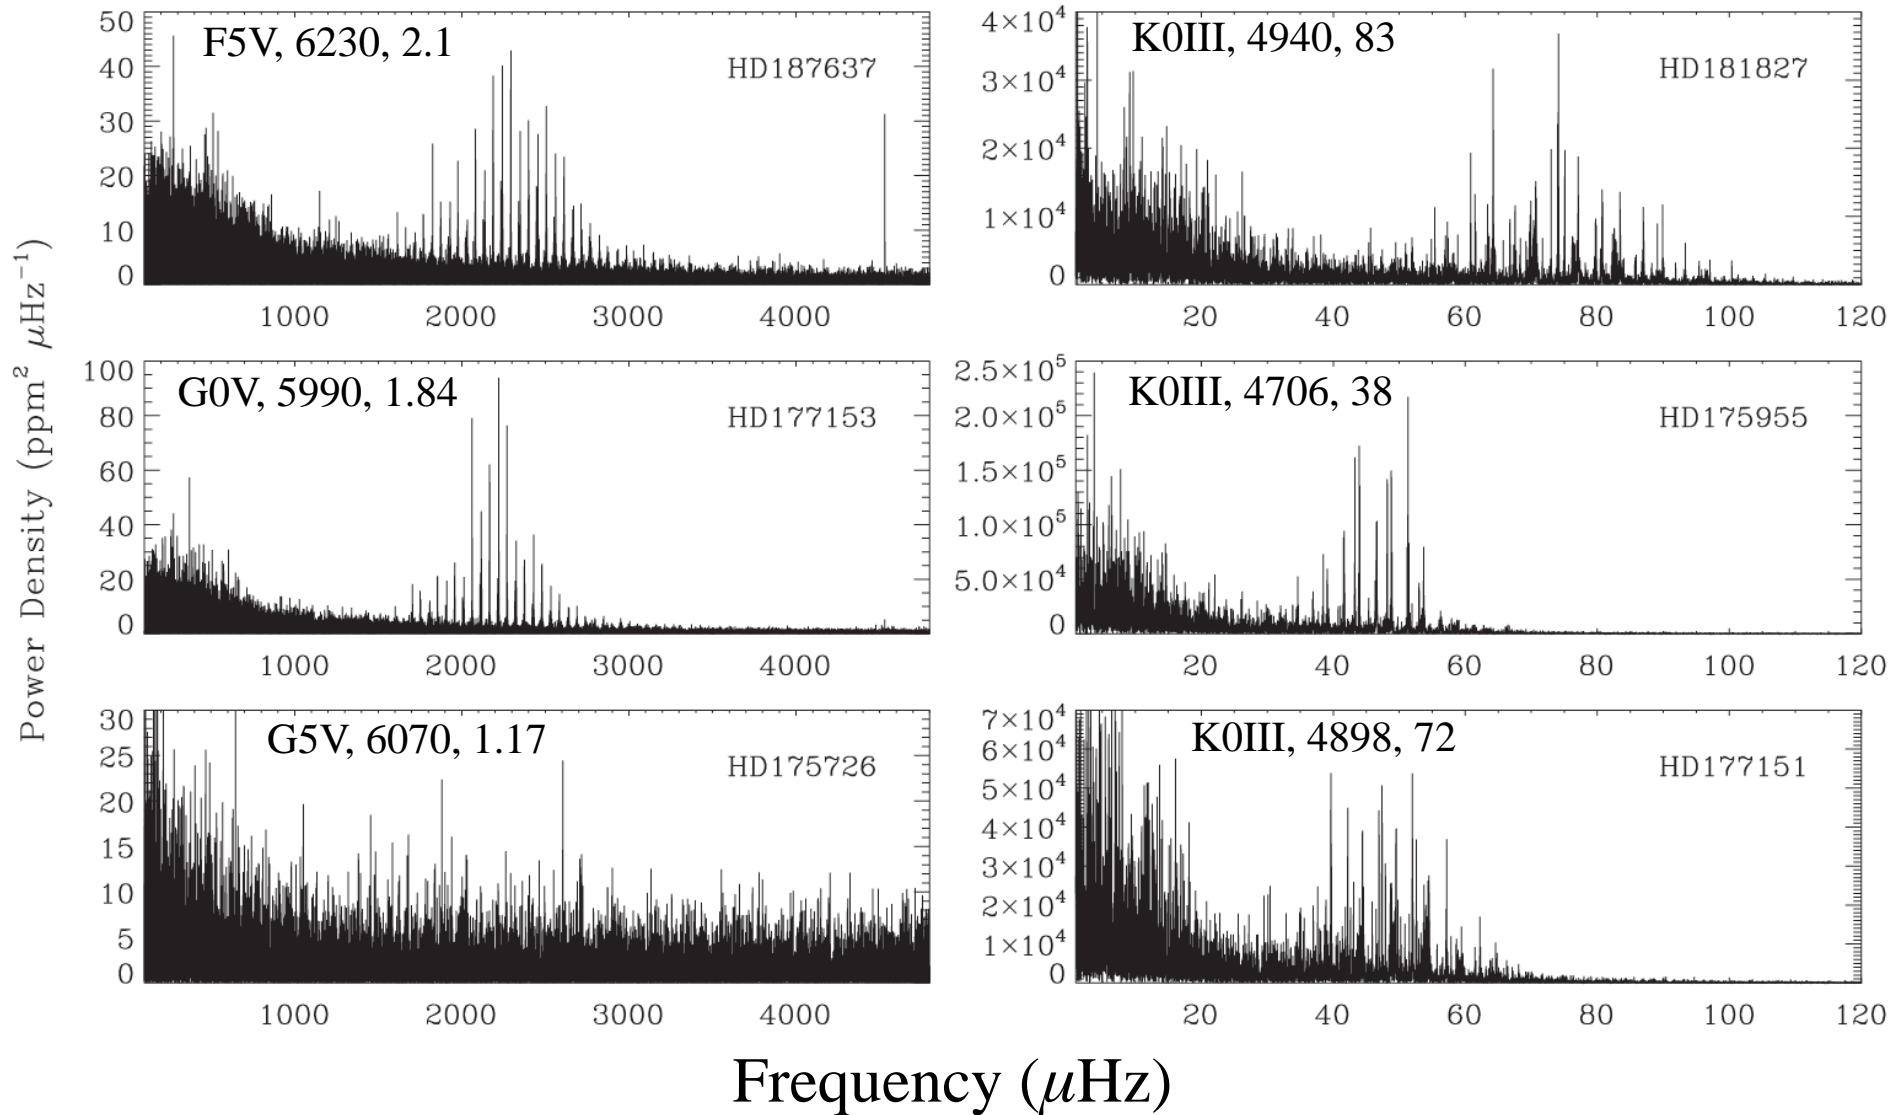 Power Density (ppm² μHz⁻¹)
F5V, 6230, 2.1
HD187637
50
40
30
20
10
0
1000 2000 3000 4000
K0III, 4940, 83
HD181827
4×10⁴
3×10⁴
2×10⁴
1×10⁴
0
20 40 60 80 100 120
G0V, 5990, 1.84
HD177153
100
80
60
40
20
0
1000 2000 3000 4000
K0III, 4706, 38
HD175955
2.5×10⁵
2.0×10⁵
1.5×10⁵
1.0×10⁵
5.0×10⁴
0
20 40 60 80 100 120
G5V, 6070, 1.17
HD175726
30
25
20
15
10
5
0
1000 2000 3000 4000
K0III, 4898, 72
HD177151
7×10⁴
6×10⁴
5×10⁴
4×10⁴
3×10⁴
2×10⁴
1×10⁴
0
20 40 60 80 100 120
Frequency (μHz)